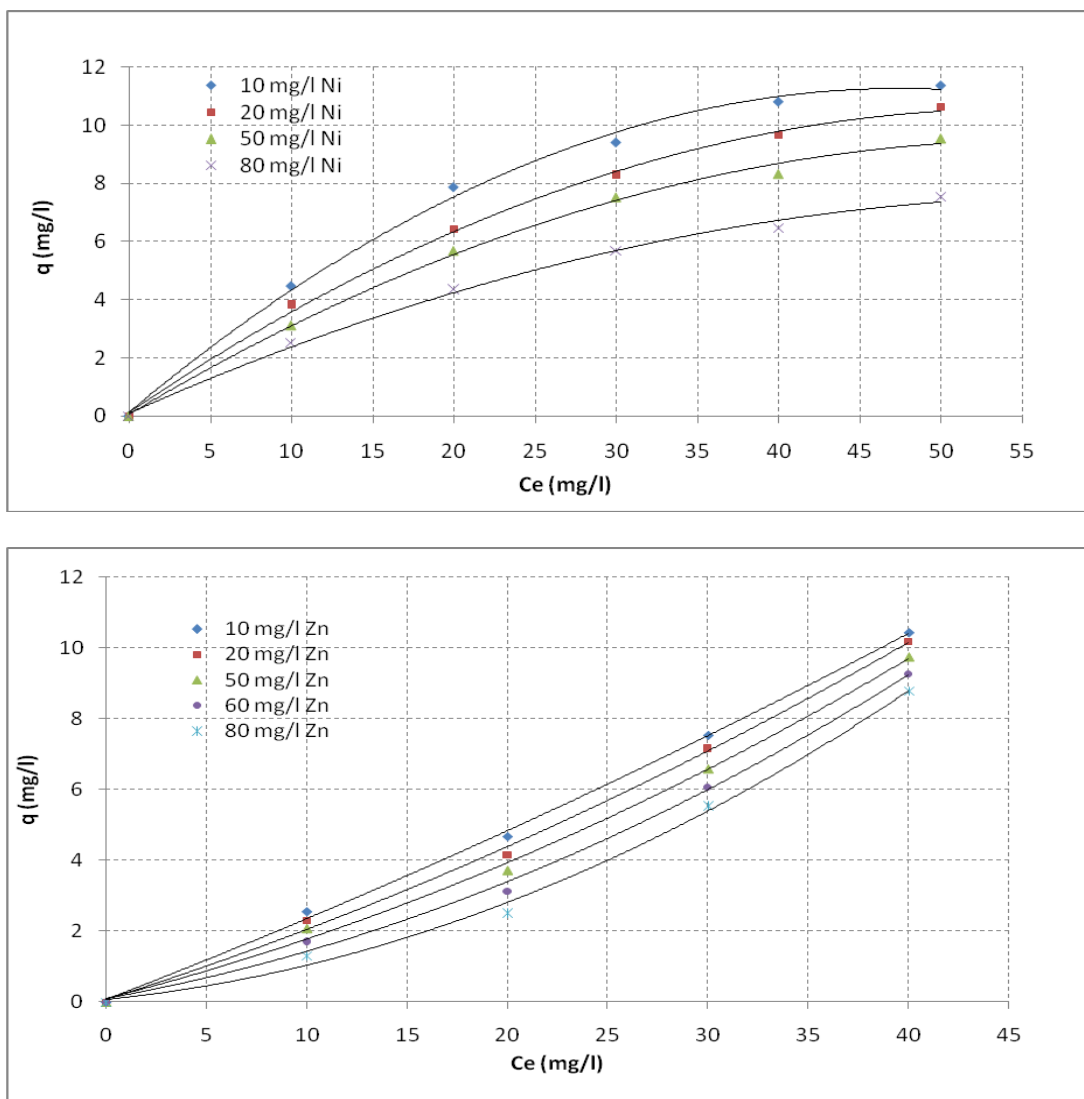 12
10
8
6
4
2
0
q (mg/l)
10 mg/l Ni
20 mg/l Ni
50 mg/l Ni
80 mg/l Ni
0 5 10 15 20 25 30 35 40 45 50 55
Ce (mg/l)
12
10
8
6
4
2
0
q (mg/l)
10 mg/l Zn
20 mg/l Zn
50 mg/l Zn
60 mg/l Zn
80 mg/l Zn
0 5 10 15 20 25 30 35 40 45
Ce (mg/l)